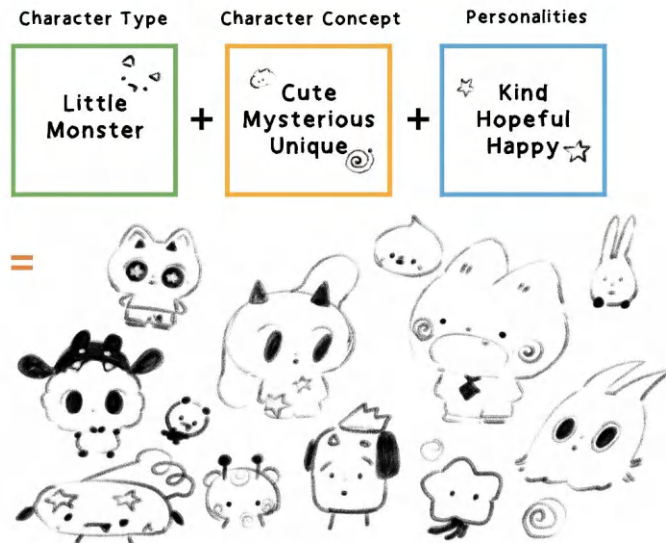 Character Type
Character Concept
Personalities
Little
Monster
+
Cute
Mysterious
Unique
+
Kind
Hopeful
Happy
=